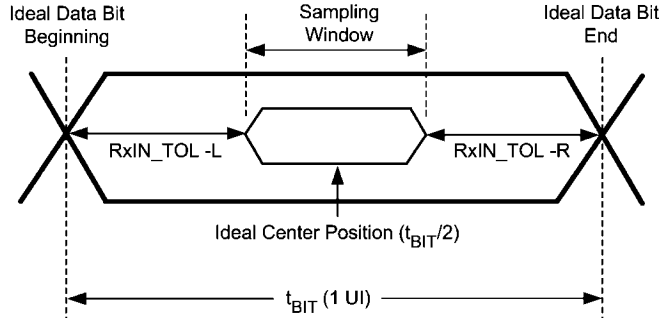 Ideal Data Bit
Beginning
Sampling
Window
Ideal Data Bit
End
RxIN_TOL -L
RxIN_TOL -R
Ideal Center Position (tBIT/2)
tBIT (1 UI)